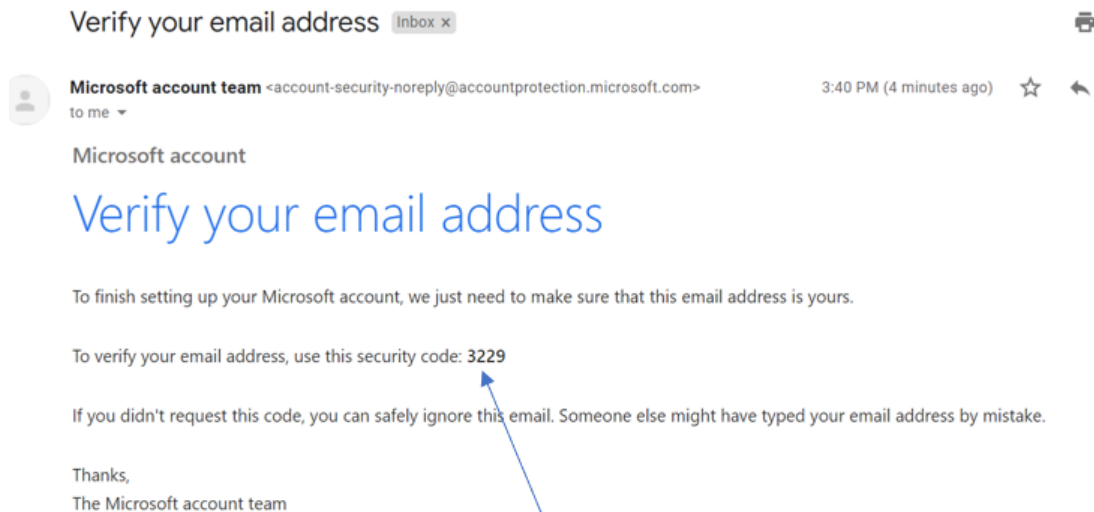 Verify your email address Inbox x
Microsoft account team <account-security-noreply@accountprotection.microsoft.com> 3:40 PM (4 minutes ago)
to me
Microsoft account
Verify your email address
To finish setting up your Microsoft account, we just need to make sure that this email address is yours.
To verify your email address, use this security code: 3229
If you didn't request this code, you can safely ignore this email. Someone else might have typed your email address by mistake.
Thanks,
The Microsoft account team